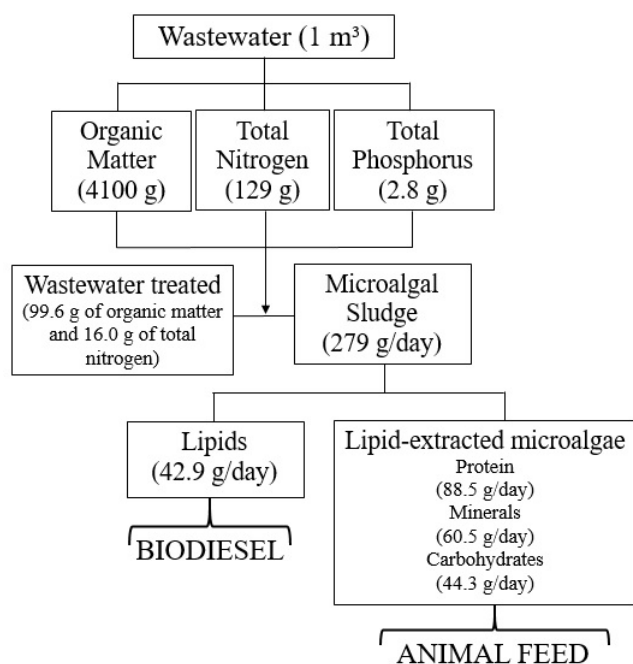 Wastewater (1 m³)
Organic
Matter
(4100 g)
Total
Nitrogen
(129 g)
Total
Phosphorus
(2.8 g)
Wastewater treated
(99.6 g of organic matter
and 16.0 g of total
nitrogen)
Microalgal
Sludge
(279 g/day)
Lipids
(42.9 g/day)
BIODIESEL
Lipid-extracted microalgae
Protein
(88.5 g/day)
Minerals
(60.5 g/day)
Carbohydrates
(44.3 g/day)
ANIMAL FEED